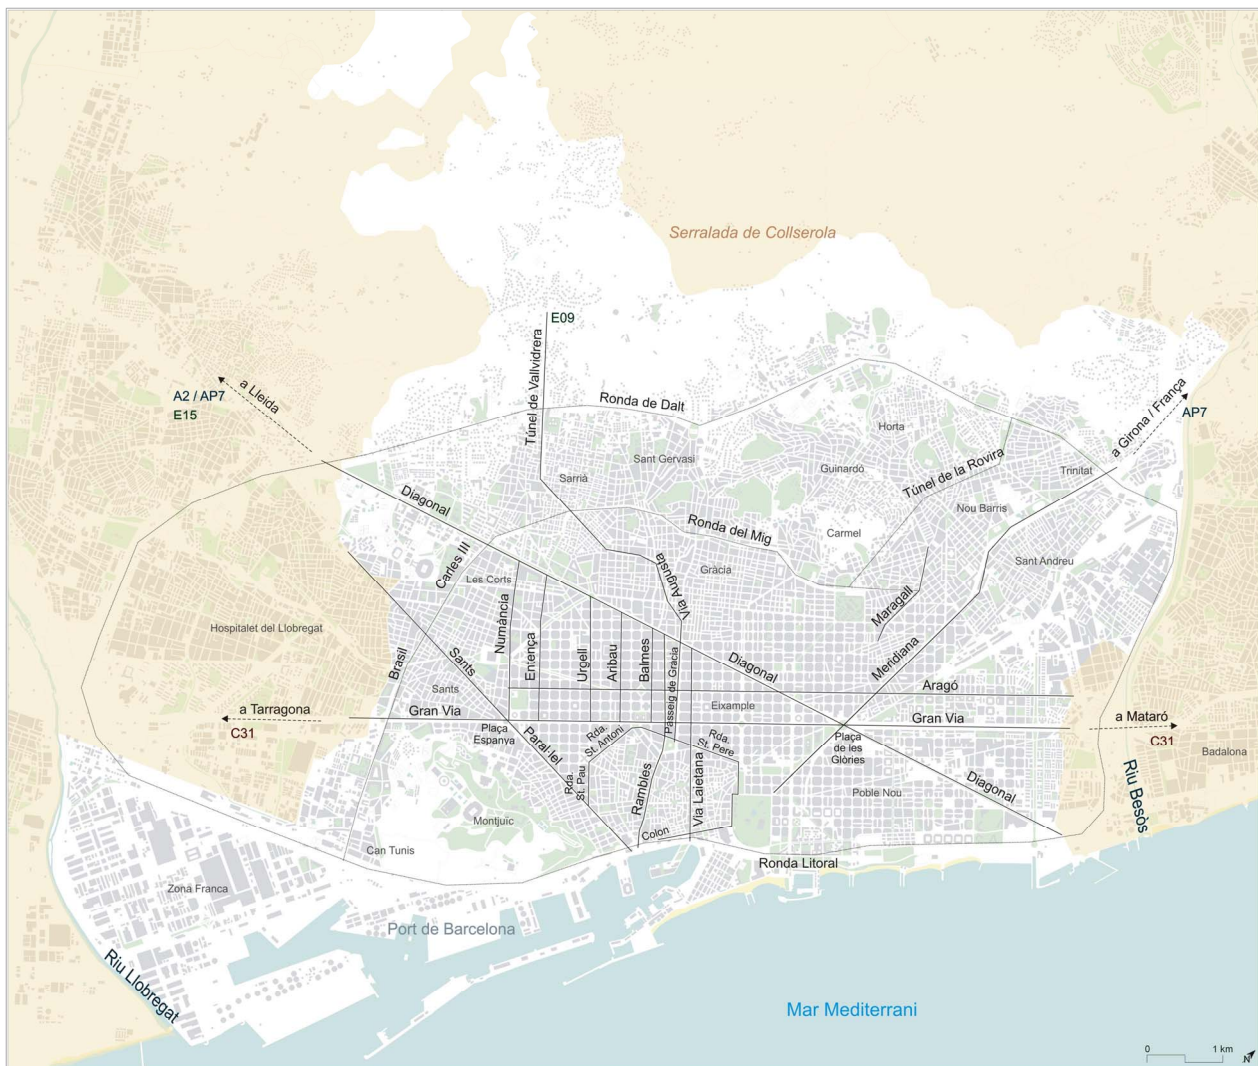 Serralada de Collserola
E09
Túnel de Vallvidrera
a Lleida
A2 / AP7
E15
Ronda de Dalt
a Girona / França
AP7
Horta
Sant Gervasi
Guinardó
Túnel de la Rovira
Trinitat
Sarrià
Diagonal
Nou Barris
Ronda del Mig
Carmel
Carles III
Sant Andreu
Les Corts
Gràcia
Via Augusta
Maragall
Numància
Hospitalet del Llobregat
Entença
Urgell
Aribau
Balmes
Passeig de Gracia
Diagonal
Meridiana
Brasil
Sants
Sants
Aragó
Eixample
a Tarragona
C31
Gran Via
Gran Via
a Mataró
C31
Plaça
Espanya
Paral·lel
Rda.
St. Antoni
Rda.
St. Pere
Plaça
de les
Glòries
Badalona
Rda.
St. Pau
Rambles
Via Laietana
Diagonal
Poble Nou
Riu Besòs
Montjuïc
Colon
Can Tunis
Ronda Litoral
Zona Franca
Port de Barcelona
Riu Llobregat
Mar Mediterrani
0 1 km
N